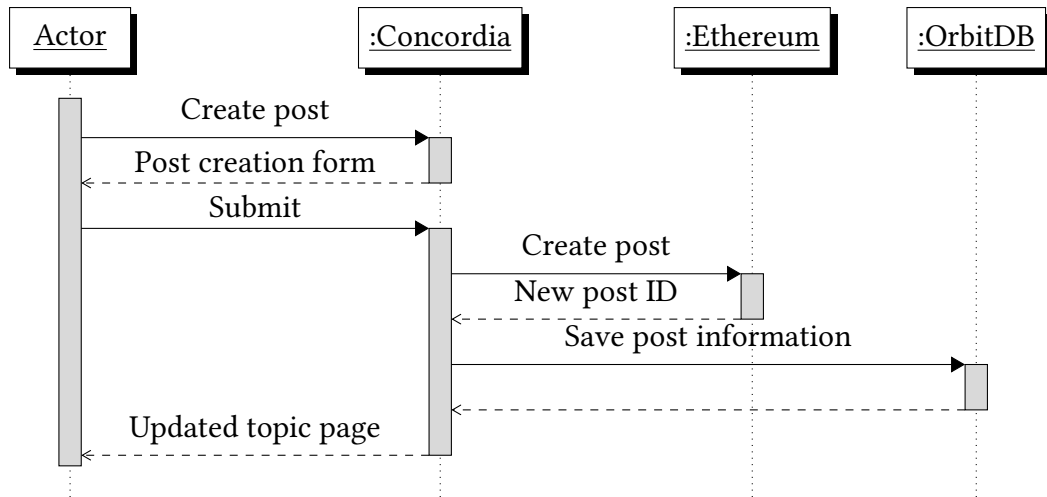 Actor
:Concordia
:Ethereum
:OrbitDB
Create post
Post creation form
Submit
Create post
New post ID
Save post information
Updated topic page